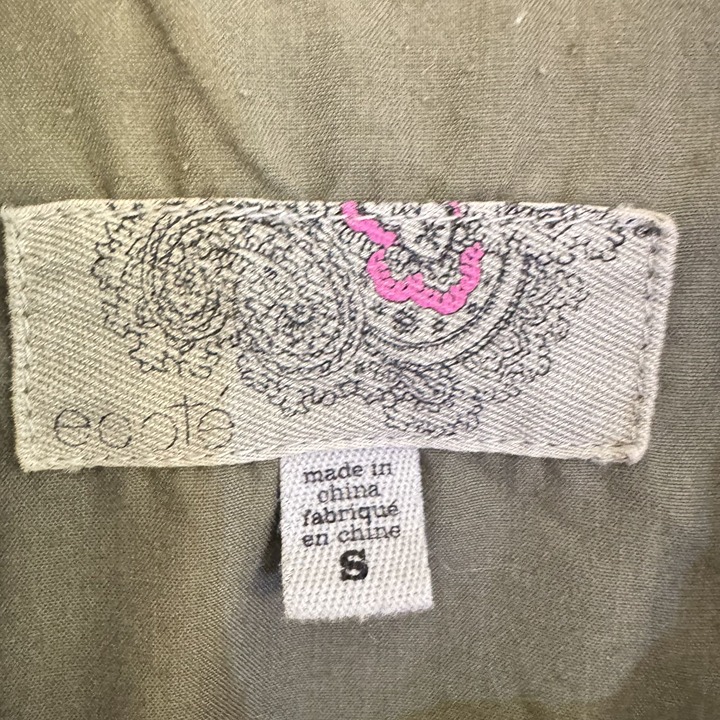 ecoté
made in
china
fabriqué
en chine
S